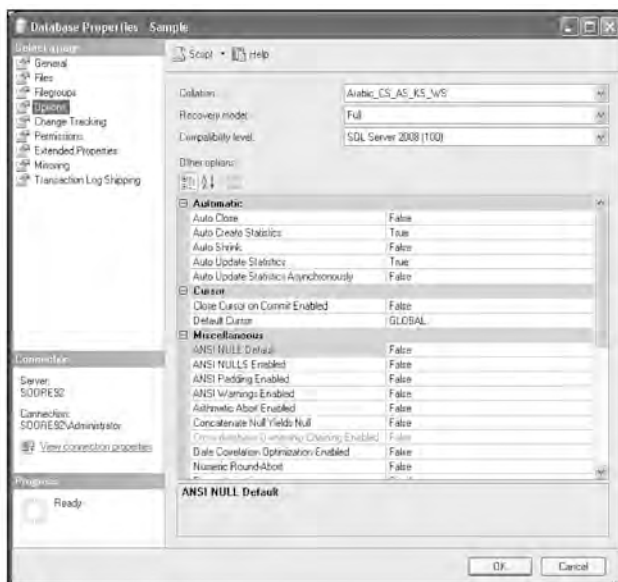 Database Properties - Sample
Select a page
General
Files
Filegroups
Options
Change Tracking
Permissions
Extended Properties
Mirroring
Transaction Log Shipping
Script
Help
Collation:
Arabic_CS_AS_KS_WS
Recovery model:
Full
Compatibility level:
SQL Server 2008 (100)
Other options:
Automatic
Auto Close False
Auto Create Statistics True
Auto Shrink False
Auto Update Statistics True
Auto Update Statistics Asynchronously False
Cursor
Close Cursor on Commit Enabled False
Default Cursor GLOBAL
Miscellaneous
ANSI NULL Default False
ANSI NULLS Enabled False
ANSI Padding Enabled False
ANSI Warnings Enabled False
Arithmetic Abort Enabled False
Concatenate Null Yields Null False
Cross-database Ownership Chaining Enabled False
Date Correlation Optimization Enabled False
Numeric Round-Abort False
ANSI NULL Default
Connection
Server:
Connection:
View connection properties
Progress
Ready
OK
Cancel